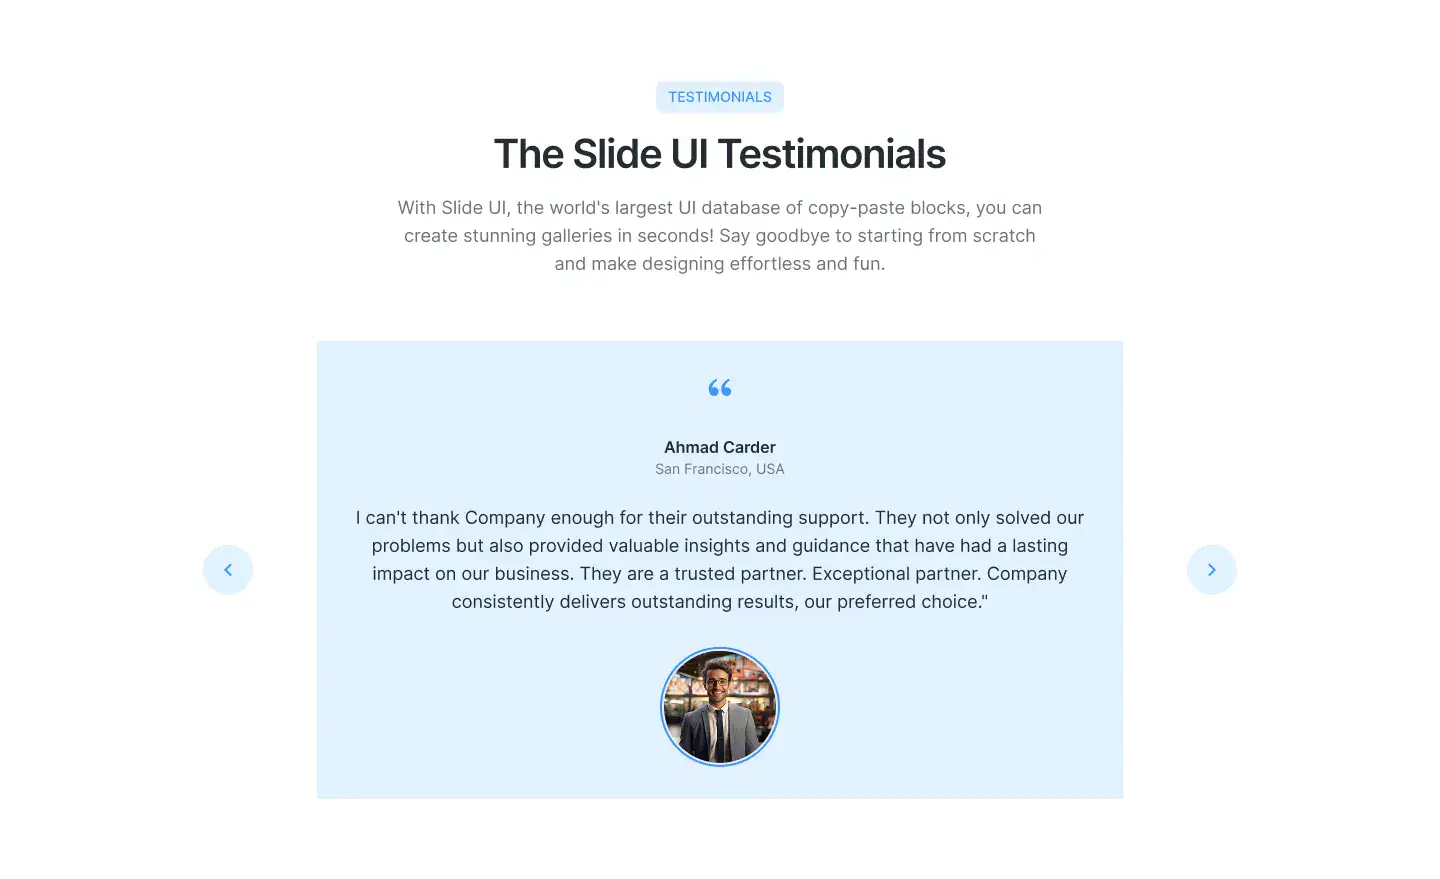 TESTIMONIALS
The Slide UI Testimonials
With Slide UI, the world's largest UI database of copy-paste blocks, you can
create stunning galleries in seconds! Say goodbye to starting from scratch
and make designing effortless and fun.
“
Ahmad Carder
San Francisco, USA
I can't thank Company enough for their outstanding support. They not only solved our
problems but also provided valuable insights and guidance that have had a lasting
impact on our business. They are a trusted partner. Exceptional partner. Company
consistently delivers outstanding results, our preferred choice."